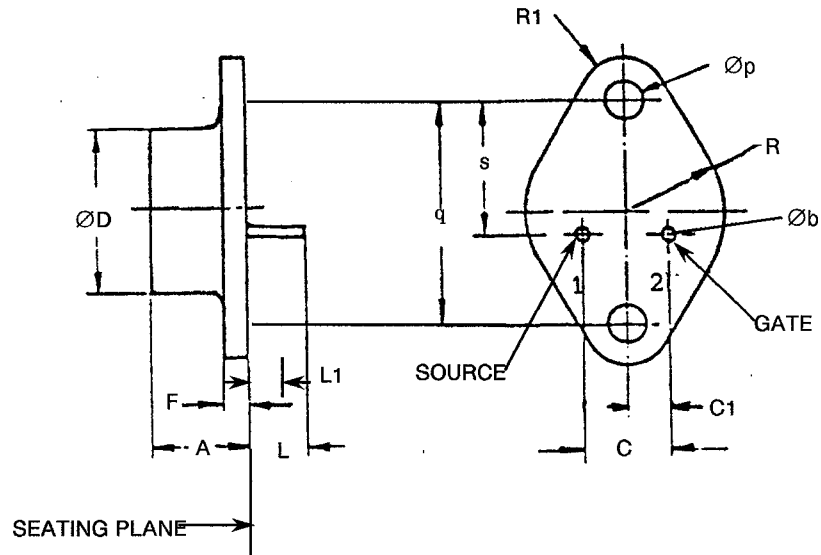 R1
Øp
s
R
ØD
q
Øb
1
2
GATE
SOURCE
L1
F
C1
A
L
C
SEATING PLANE